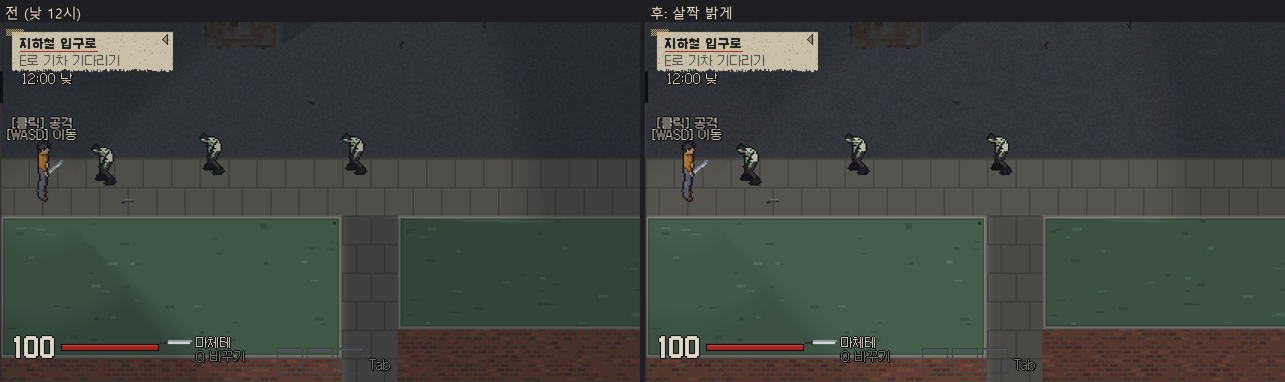 전 (낮 12시)
지하철 입구로
E로 기차 기다리기
12:00 낮
[클릭] 공격
[WASD] 이동
100
마체테
Q 바꾸기
Tab
후: 살짝 밝게
지하철 입구로
E로 기차 기다리기
12:00 낮
[클릭] 공격
[WASD] 이동
100
마체테
Q 바꾸기
Tab